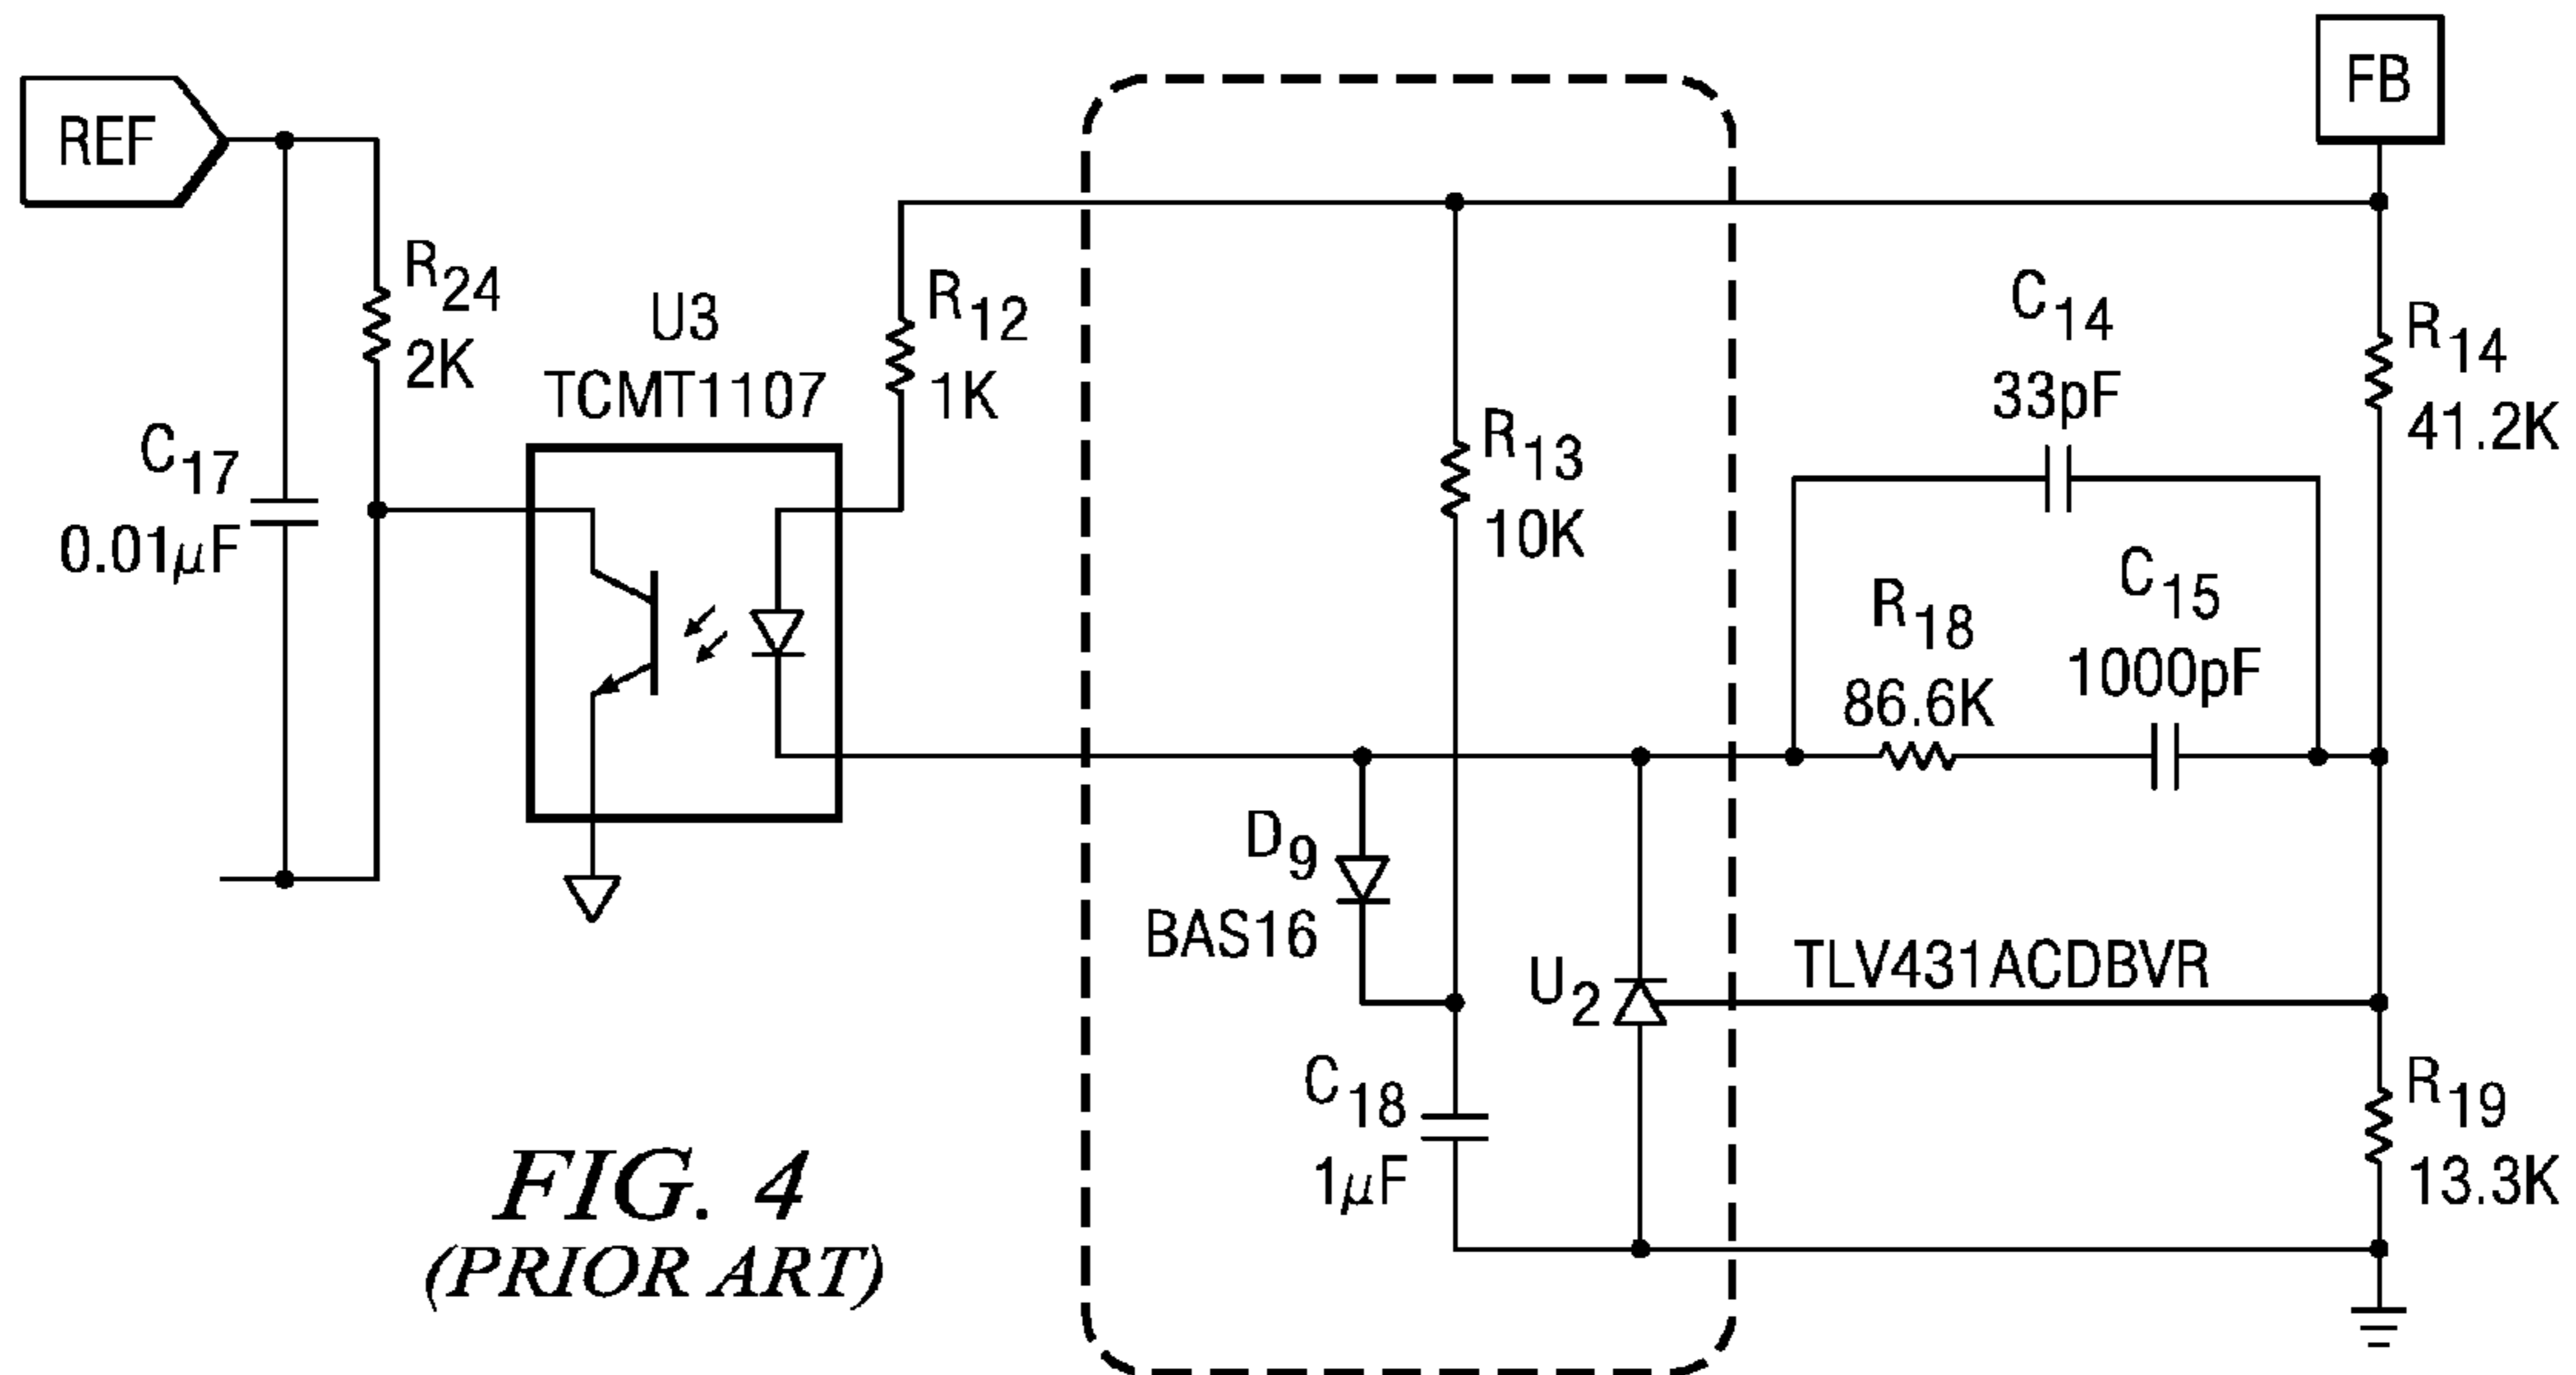 REF
FB
R24
2K
U3
TCMT1107
R12
1K
C14
33pF
R14
41.2K
C17
0.01μF
R13
10K
R18
86.6K
C15
1000pF
D9
BAS16
U2
TLV431ACDBVR
C18
1μF
R19
13.3K
FIG. 4
(PRIOR ART)